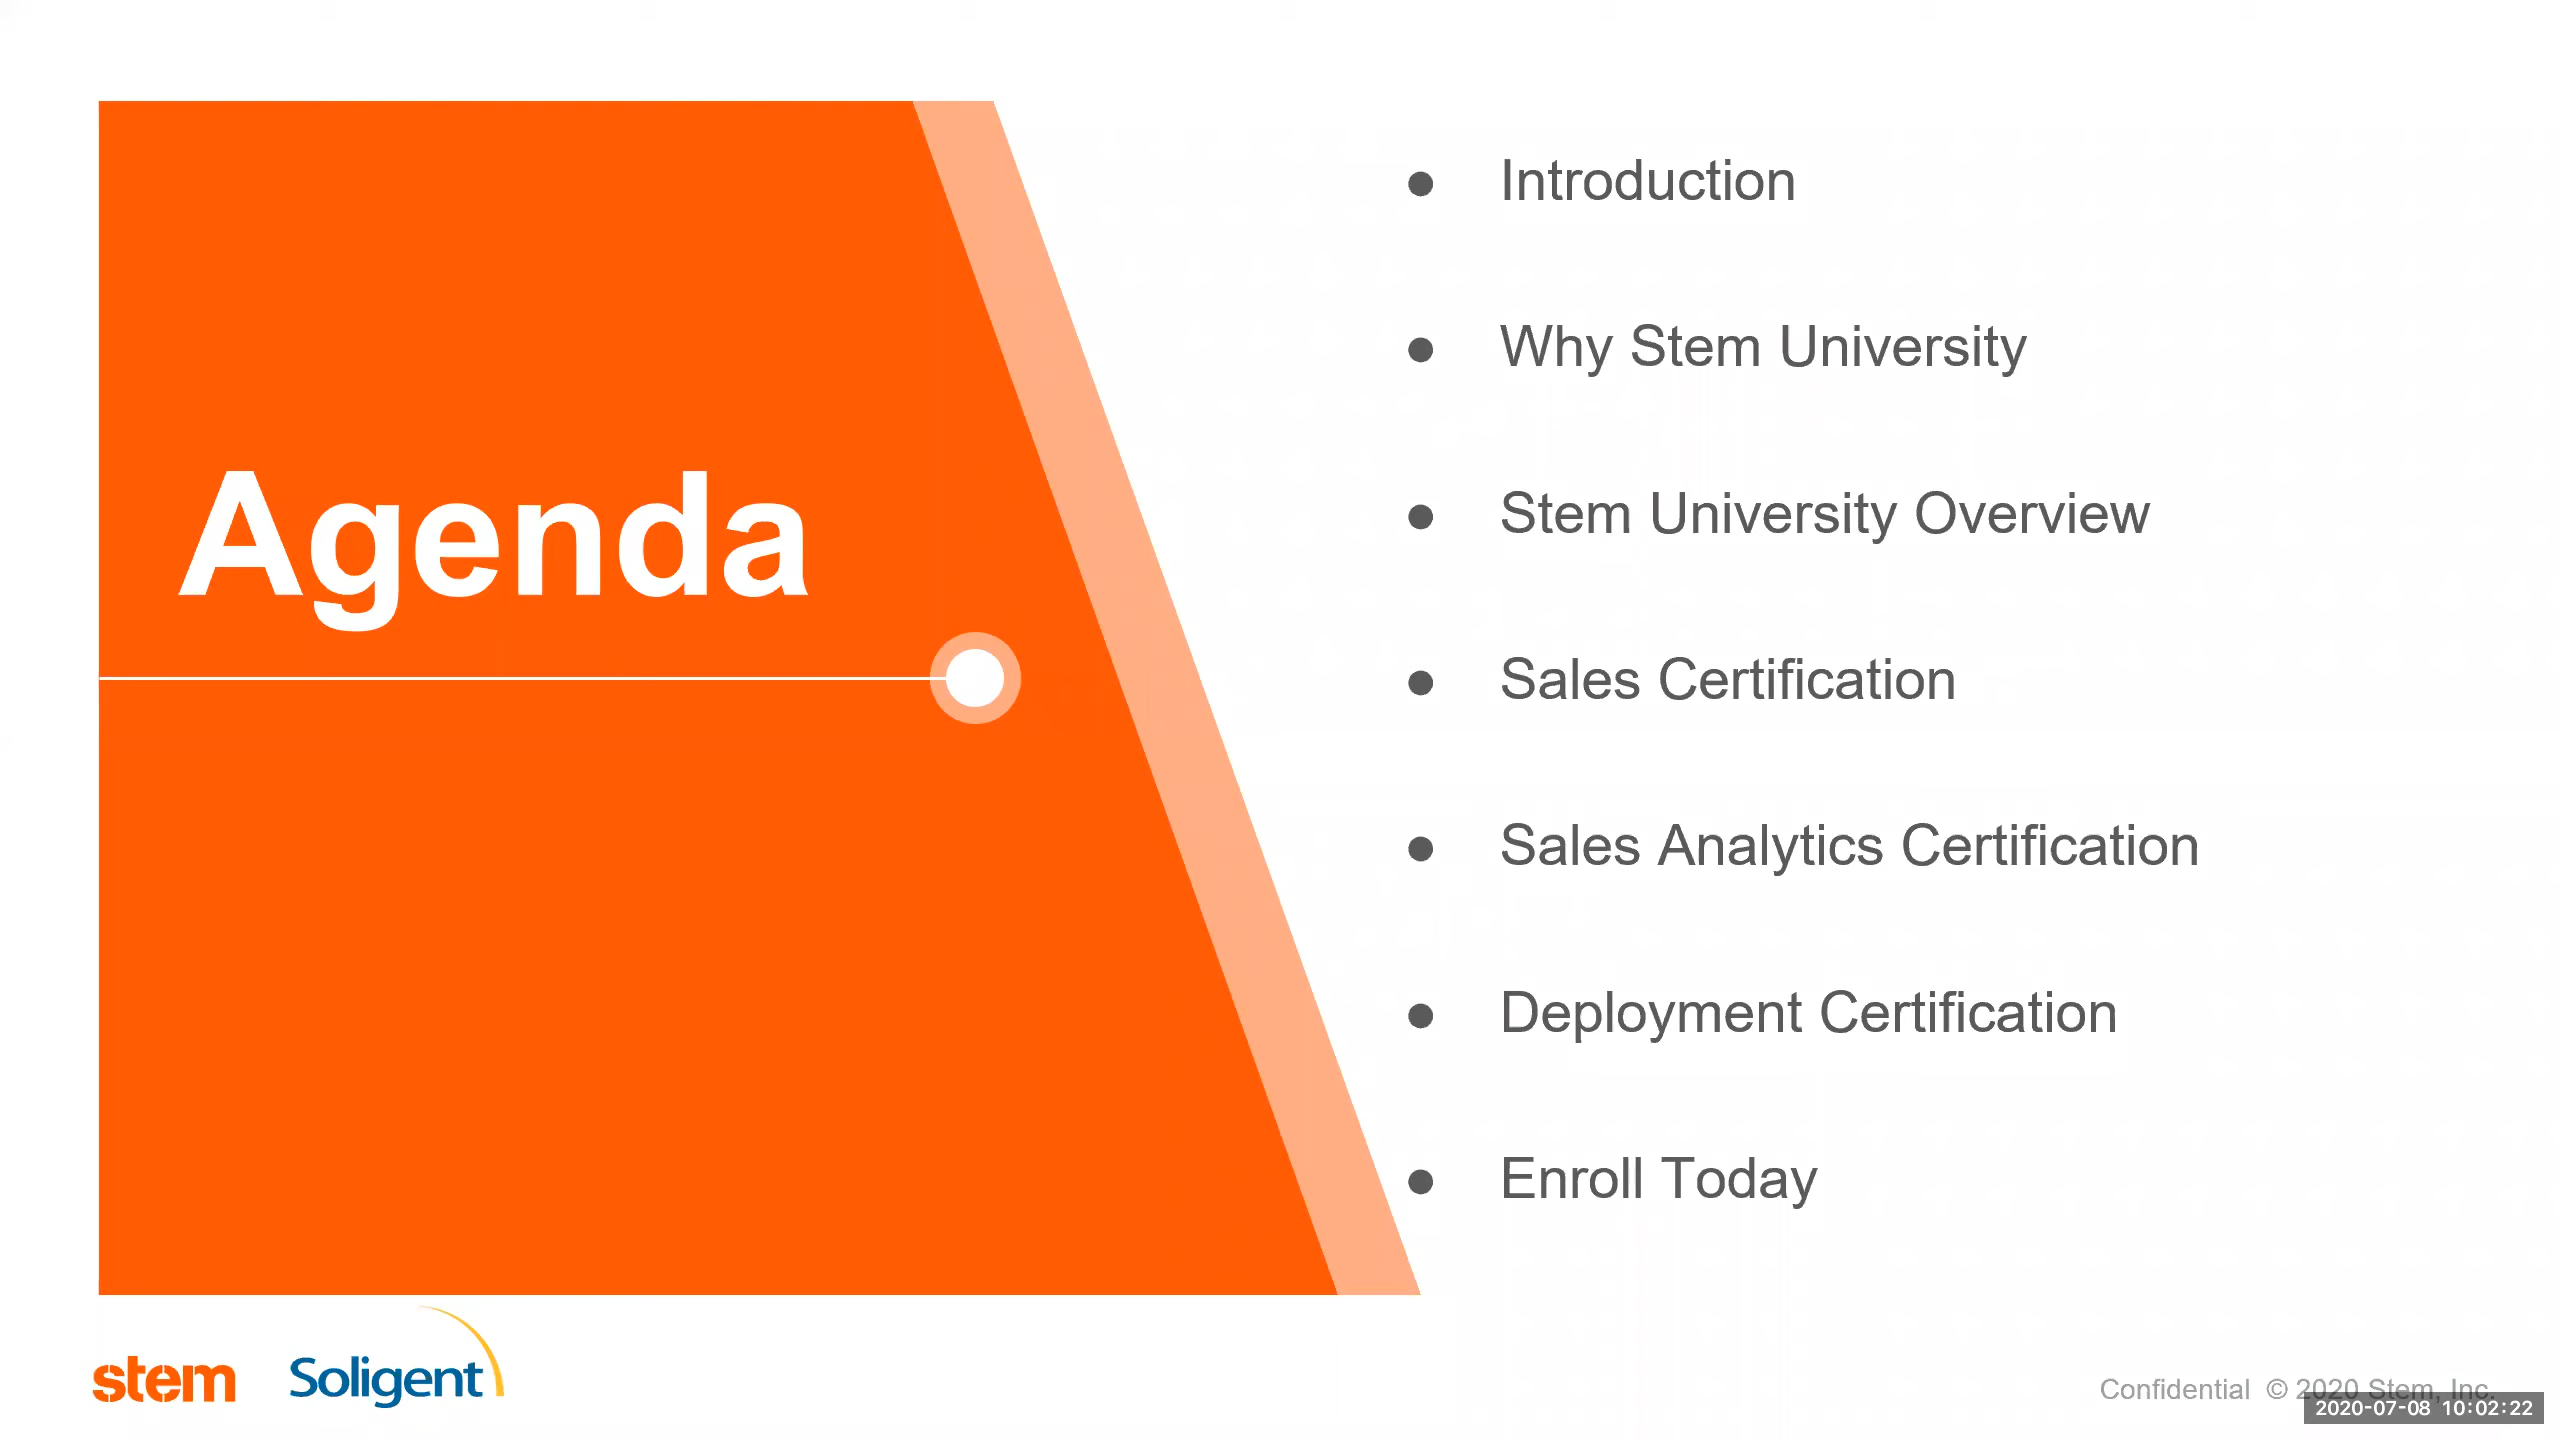 Agenda
● Introduction
● Why Stem University
● Stem University Overview
● Sales Certification
● Sales Analytics Certification
● Deployment Certification
● Enroll Today
stem
Soligent
Confidential © 2020 Stem, Inc.
2020-07-08 10:02:22